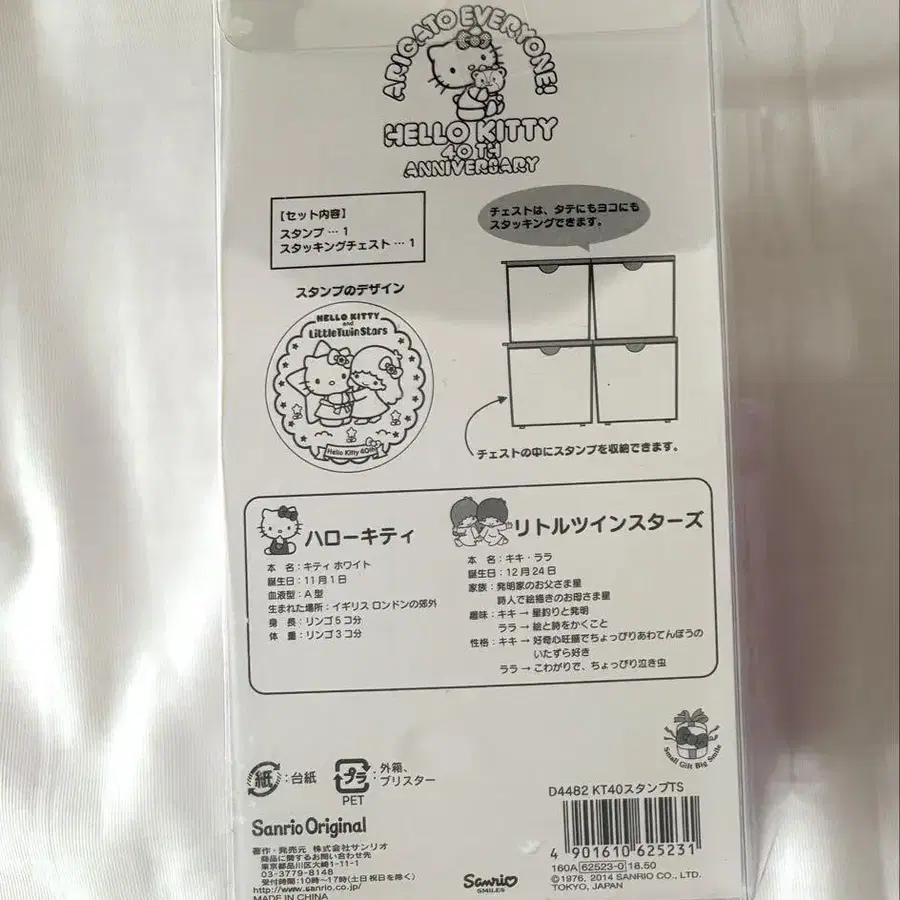 ARIGATO EVERYONE!
HELLO KITTY
40TH
ANNIVERSARY
【セット内容】
スタンプ … 1
スタッキングチェスト … 1
チェストは、タテにもヨコにも
スタッキングできます。
スタンプのデザイン
HELLO KITTY
and
LittleTwinStars
Hello Kitty 40th
チェストの中にスタンプを収納できます。
ハローキティ
本 名：キティ ホワイト
誕生日：11月1日
血液型：A型
生まれた場所：イギリス ロンドンの郊外
身 長：リンゴ5コ分
体 重：リンゴ3コ分
リトルツインスターズ
本 名：キキ・ララ
誕生日：12月24日
家族：発明家のお父さま星
詩人で絵描きのお母さま星
趣味：キキ → 星釣りと発明
ララ → 絵と詩をかくこと
性格：キキ → 好奇心旺盛でちょっぴりあわてんぼうの
いたずら好き
ララ → こわがりで、ちょっぴり泣き虫
Small Gift Big Smile
紙：台紙
プラ：外箱、
ブリスター
PET
D4482 KT40スタンプTS
4 901610 625231
160A 62523-0 18.50
©1976, 2014 SANRIO CO., LTD.
TOKYO, JAPAN
Sanrio Original
著作・発売元 株式会社サンリオ
商品に関するお問い合わせ先
東京都品川区大崎1-11-1
03-3779-8148
受付時間:10時～17時(土日祝日を除く)
http://www.sanrio.co.jp/
MADE IN CHINA
Sanrio
SMILES